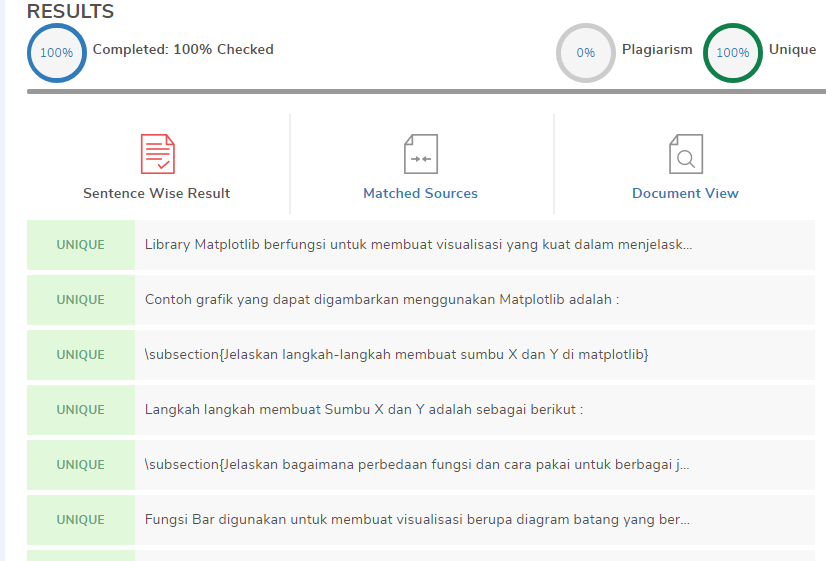 RESULTS
100% Completed: 100% Checked 0% Plagiarism 100% Unique
Sentence Wise Result Matched Sources Document View
UNIQUE Library Matplotlib berfungsi untuk membuat visualisasi yang kuat dalam menjelask...
UNIQUE Contoh grafik yang dapat digambarkan menggunakan Matplotlib adalah :
UNIQUE \subsection{Jelaskan langkah-langkah membuat sumbu X dan Y di matplotlib}
UNIQUE Langkah langkah membuat Sumbu X dan Y adalah sebagai berikut :
UNIQUE \subsection{Jelaskan bagaimana perbedaan fungsi dan cara pakai untuk berbagai j...
UNIQUE Fungsi Bar digunakan untuk membuat visualisasi berupa diagram batang yang ber...